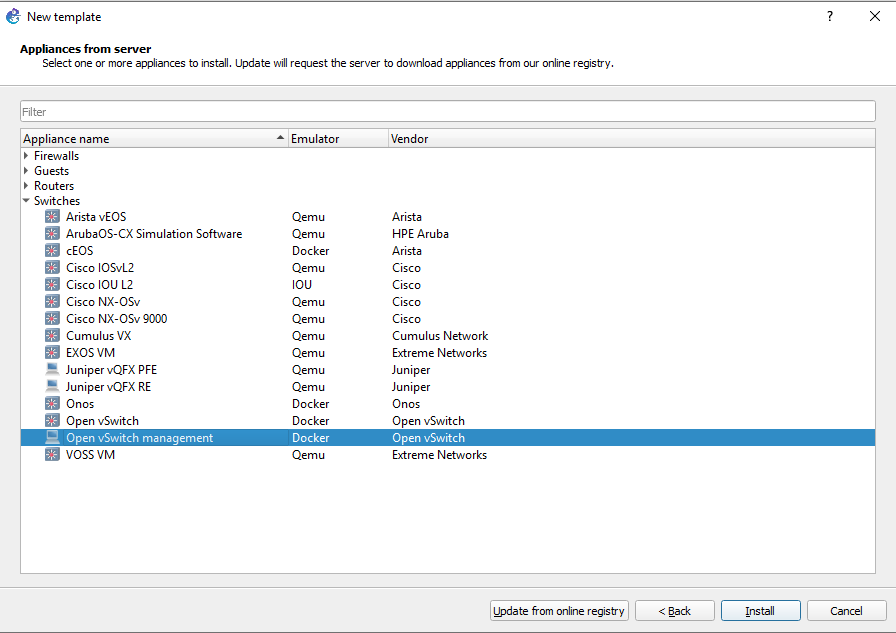 New template
?
Appliances from server
Select one or more appliances to install. Update will request the server to download appliances from our online registry.
Filter
Appliance name Emulator Vendor
Firewalls
Guests
Routers
Switches
Arista vEOS Qemu Arista
ArubaOS-CX Simulation Software Qemu HPE Aruba
cEOS Docker Arista
Cisco IOSvL2 Qemu Cisco
Cisco IOU L2 IOU Cisco
Cisco NX-OSv Qemu Cisco
Cisco NX-OSv 9000 Qemu Cisco
Cumulus VX Qemu Cumulus Network
EXOS VM Qemu Extreme Networks
Juniper vQFX PFE Qemu Juniper
Juniper vQFX RE Qemu Juniper
Onos Docker Onos
Open vSwitch Docker Open vSwitch
Open vSwitch management Docker Open vSwitch
VOSS VM Qemu Extreme Networks
Update from online registry < Back Install Cancel